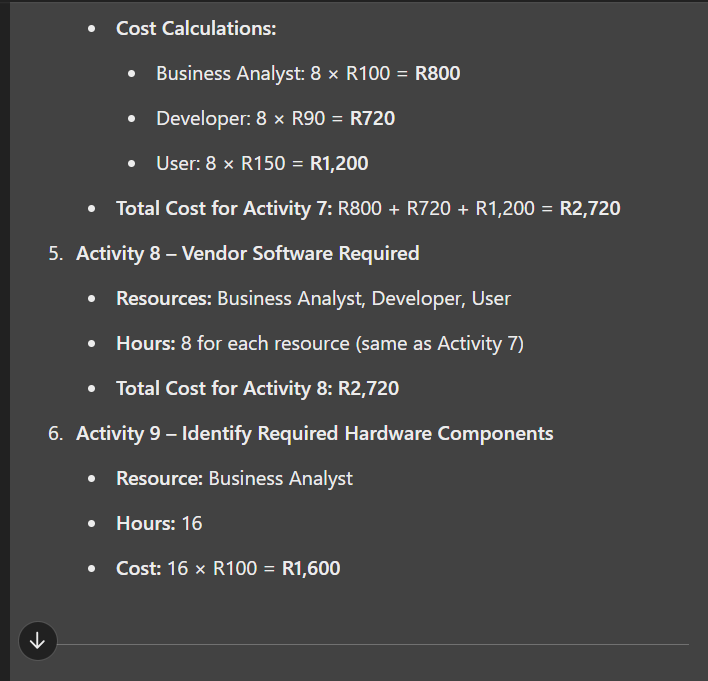 • Cost Calculations:
• Business Analyst: 8 × R100 = R800
• Developer: 8 × R90 = R720
• User: 8 × R150 = R1,200
• Total Cost for Activity 7: R800 + R720 + R1,200 = R2,720
5. Activity 8 – Vendor Software Required
• Resources: Business Analyst, Developer, User
• Hours: 8 for each resource (same as Activity 7)
• Total Cost for Activity 8: R2,720
6. Activity 9 – Identify Required Hardware Components
• Resource: Business Analyst
• Hours: 16
• Cost: 16 × R100 = R1,600